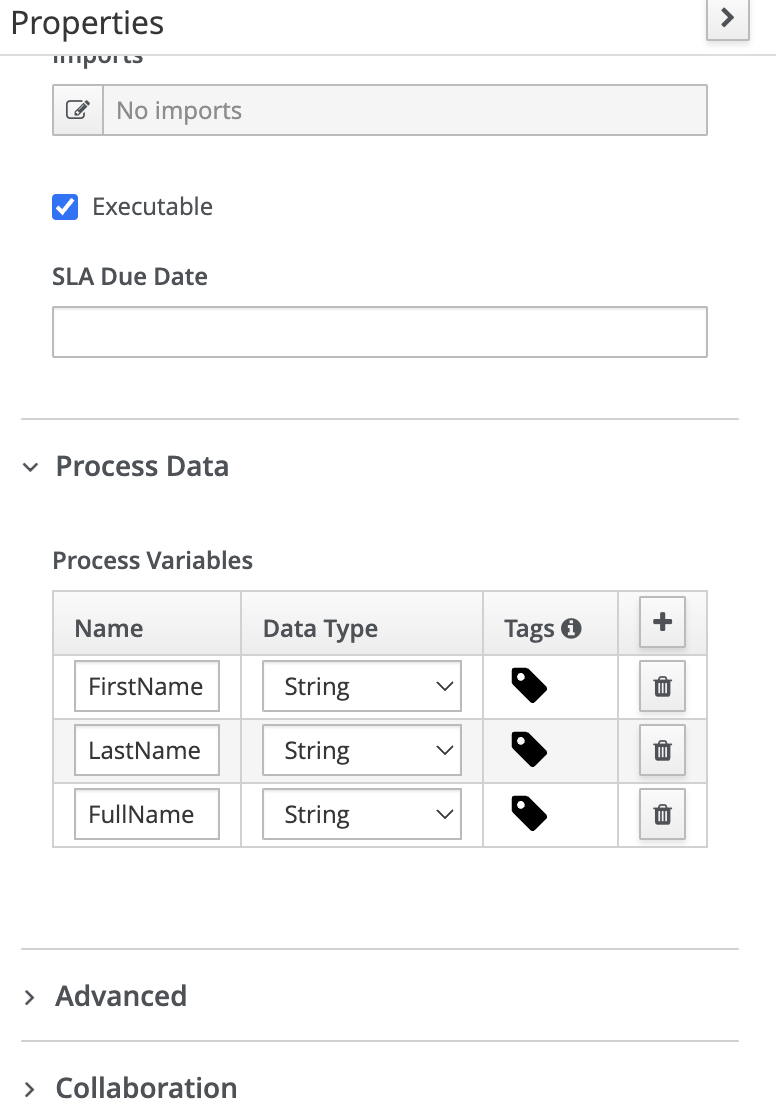 Properties
Imports
No imports
Executable
SLA Due Date
Process Data
Process Variables
Name Data Type Tags
FirstName String
LastName String
FullName String
Advanced
Collaboration